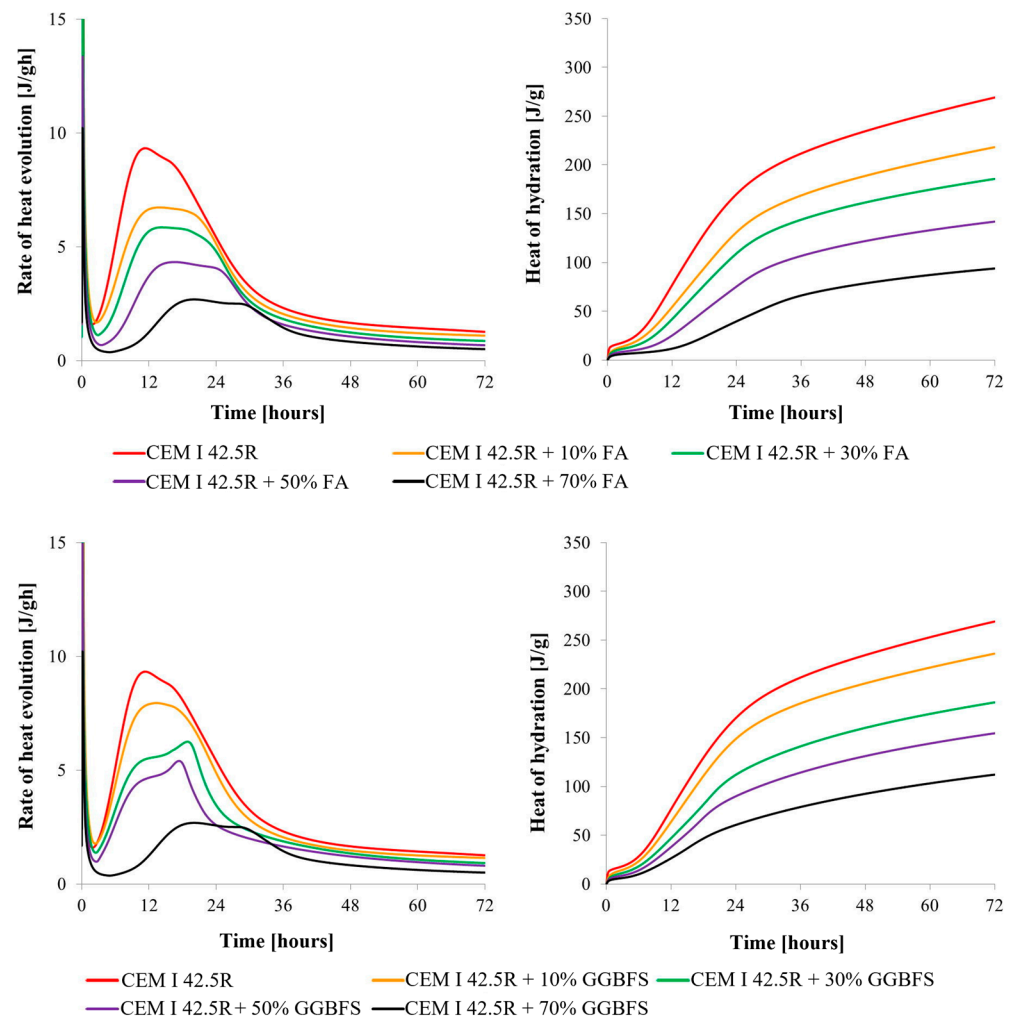 Rate of heat evolution [J/gh]
15
10
5
0
0 12 24 36 48 60 72
Time [hours]
Heat of hydration [J/g]
350
300
250
200
150
100
50
0
0 12 24 36 48 60 72
Time [hours]
CEM I 42.5R CEM I 42.5R + 10% FA CEM I 42.5R + 30% FA
CEM I 42.5R + 50% FA CEM I 42.5R + 70% FA
Rate of heat evolution [J/gh]
15
10
5
0
0 12 24 36 48 60 72
Time [hours]
Heat of hydration [J/g]
350
300
250
200
150
100
50
0
0 12 24 36 48 60 72
Time [hours]
CEM I 42.5R CEM I 42.5R + 10% GGBFS CEM I 42.5R + 30% GGBFS
CEM I 42.5R+ 50% GGBFS CEM I 42.5R + 70% GGBFS